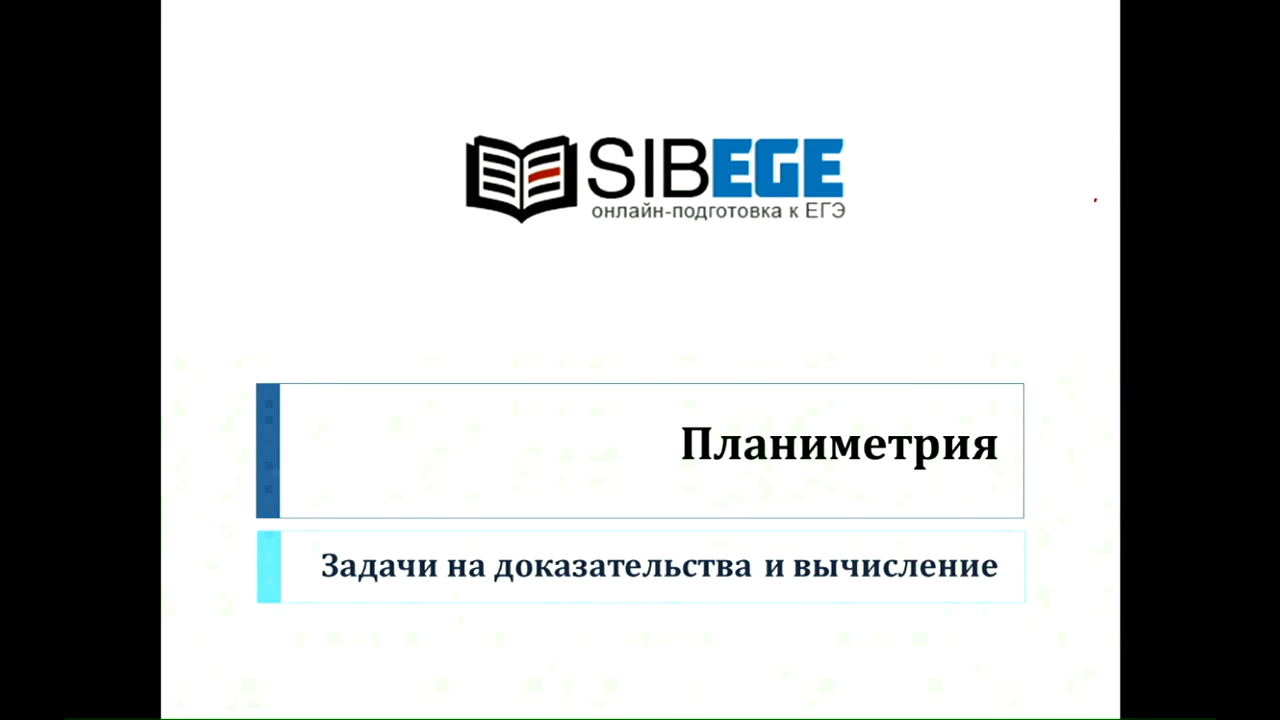 SIBEGE
онлайн-подготовка к ЕГЭ
Планиметрия
Задачи на доказательства и вычисление